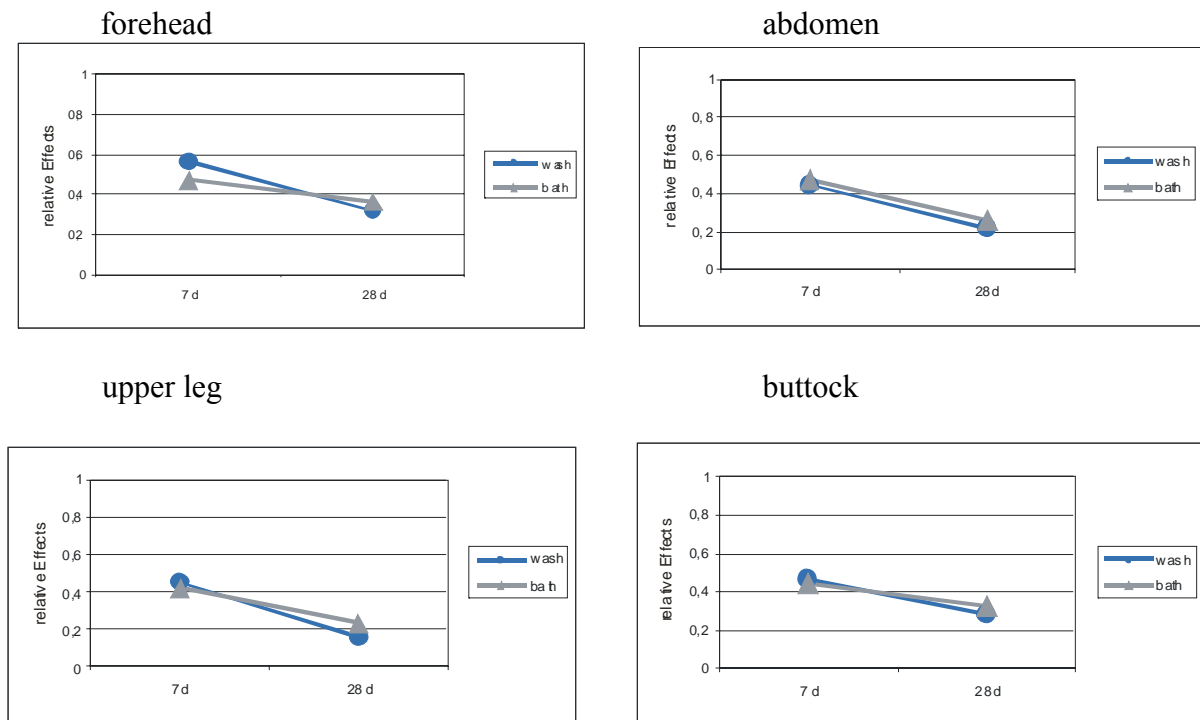 forehead
relative Effects
1
08
06
04
02
0
7 d
28 d
wash
bath
abdomen
relative Effects
1
0,8
0,6
0,4
0,2
0
7 d
28 d
wash
bath
upper leg
relative Effects
1
0,8
0,6
0,4
0,2
0
7 d
28 d
wash
bath
buttock
relative Effects
1
0,8
0,6
0,4
0,2
0
7 d
28 d
wash
bath